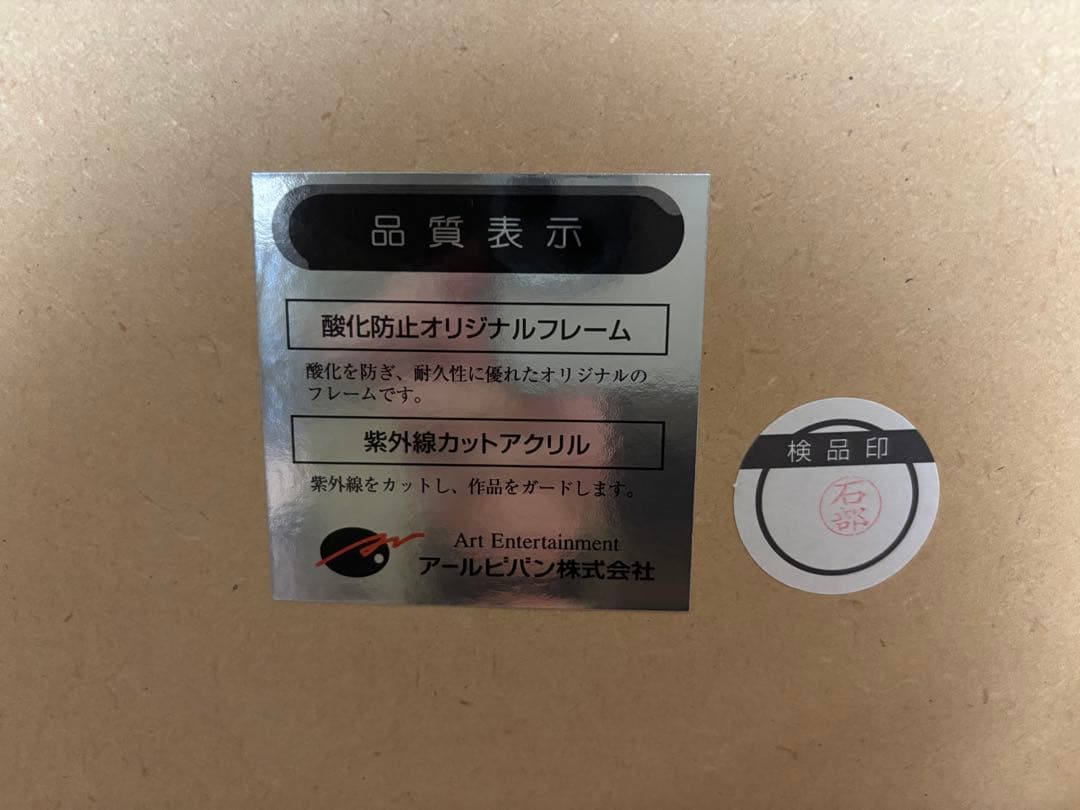 品質表示
酸化防止オリジナルフレーム
酸化を防ぎ、耐久性に優れたオリジナルの
フレームです。
紫外線カットアクリル
紫外線をカットし、作品をガードします。
Art Entertainment
アールビバン株式会社
検品印
石部